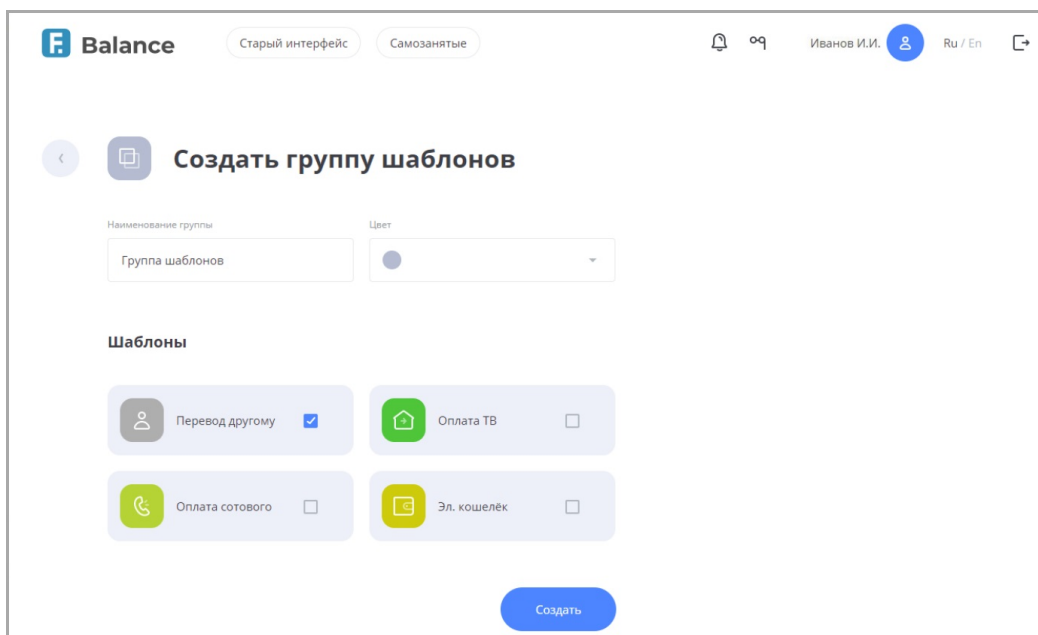 F. Balance Старый интерфейс Самозанятые Иванов И.И. Ru / En
Создать группу шаблонов
Наименование группы Цвет
Группа шаблонов
Шаблоны
Перевод другому Оплата ТВ
Оплата сотового Эл. кошелёк
Создать